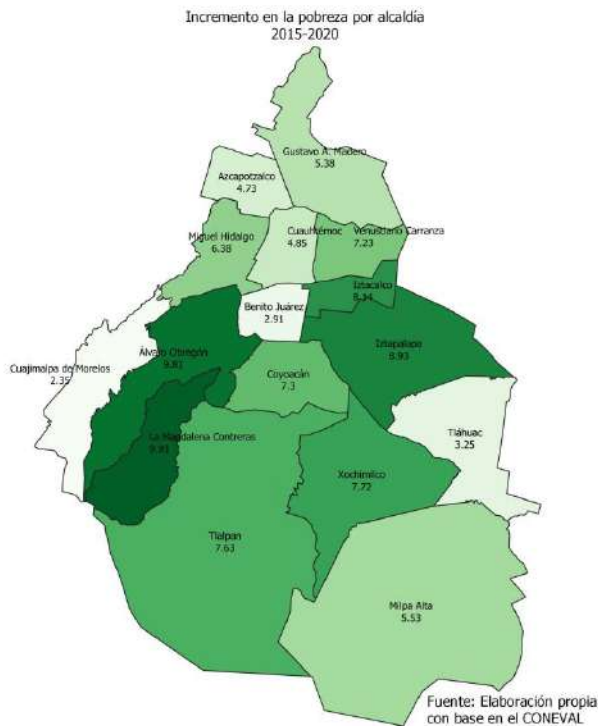 Incremento en la pobreza por alcaldía
2015-2020
Gustavo A. Madero
5.38
Azcapotzalco
4.73
Cuauhtémoc
4.85
Venustiano Carranza
7.23
Miguel Hidalgo
6.38
Iztacalco
8.14
Benito Juárez
2.91
Iztapalapa
8.93
Álvaro Obregón
Cuajimalpa de Morelos
2.35
Coyoacán
7.3
Tláhuac
3.25
La Magdalena Contreras
Xochimilco
7.72
Tlalpan
7.63
Milpa Alta
5.53
Fuente: Elaboración propia
con base en el CONEVAL